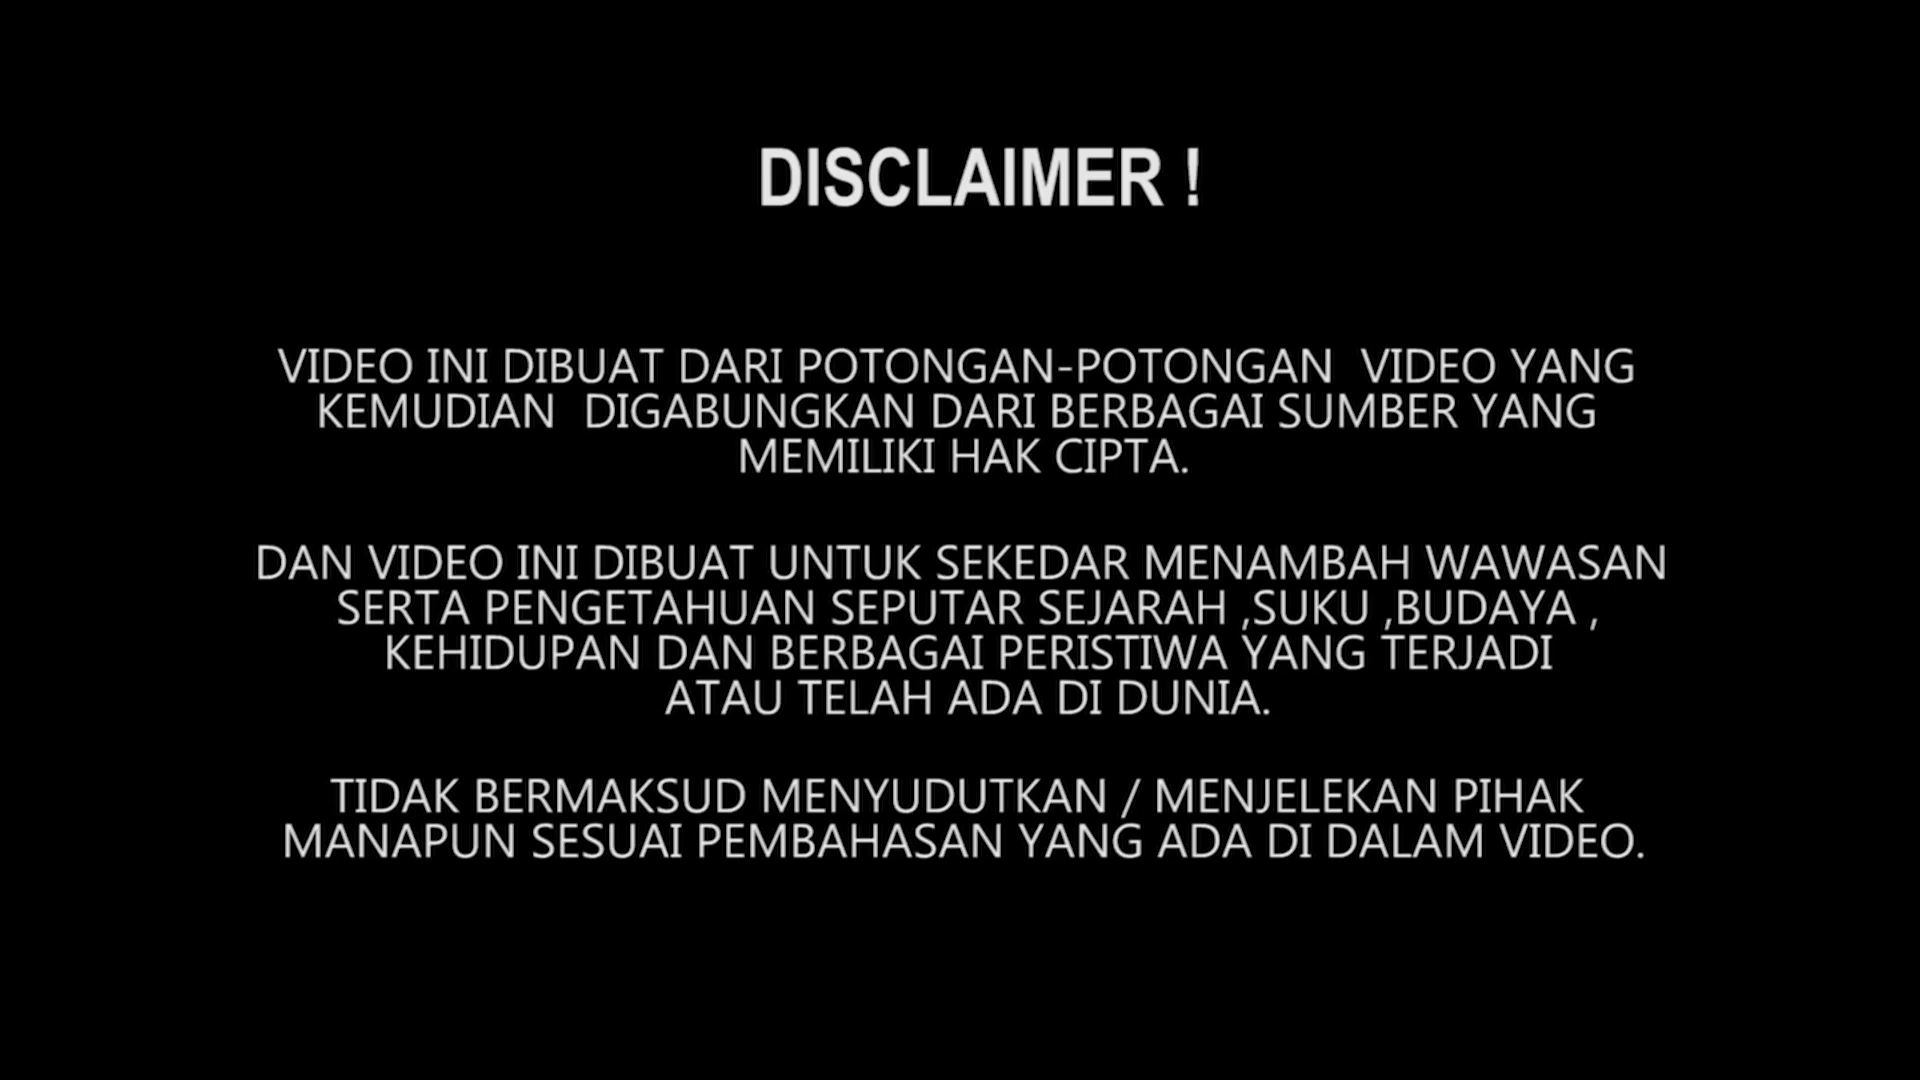 DISCLAIMER !
VIDEO INI DIBUAT DARI POTONGAN-POTONGAN  VIDEO YANG
KEMUDIAN  DIGABUNGKAN DARI BERBAGAI SUMBER YANG
MEMILIKI HAK CIPTA.
DAN VIDEO INI DIBUAT UNTUK SEKEDAR MENAMBAH WAWASAN
SERTA PENGETAHUAN SEPUTAR SEJARAH ,SUKU ,BUDAYA ,
KEHIDUPAN DAN BERBAGAI PERISTIWA YANG TERJADI
ATAU TELAH ADA DI DUNIA.
TIDAK BERMAKSUD MENYUDUTKAN / MENJELEKAN PIHAK
MANAPUN SESUAI PEMBAHASAN YANG ADA DI DALAM VIDEO.